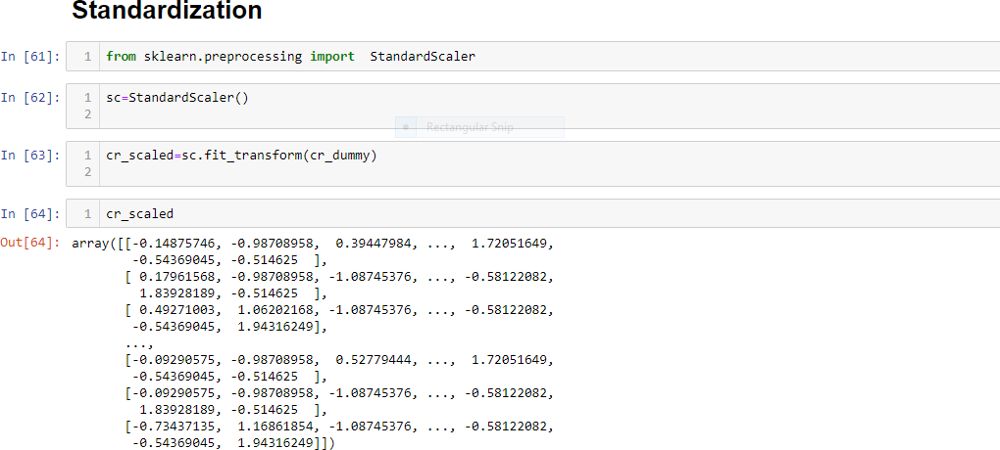 Standardization
In [61]: 1 from sklearn.preprocessing import  StandardScaler
In [62]: 1 sc=StandardScaler()
2
Rectangular Snip
In [63]: 1 cr_scaled=sc.fit_transform(cr_dummy)
2
In [64]: 1 cr_scaled
Out[64]: array([[-0.14875746, -0.98708958,  0.39447984, ...,  1.72051649,
-0.54369045, -0.514625  ],
[ 0.17961568, -0.98708958, -1.08745376, ..., -0.58122082,
1.83928189, -0.514625  ],
[ 0.49271003,  1.06202168, -1.08745376, ..., -0.58122082,
-0.54369045,  1.94316249],
...,
[-0.09290575, -0.98708958,  0.52779444, ...,  1.72051649,
-0.54369045, -0.514625  ],
[-0.09290575, -0.98708958, -1.08745376, ..., -0.58122082,
1.83928189, -0.514625  ],
[-0.73437135,  1.16861854, -1.08745376, ..., -0.58122082,
-0.54369045,  1.94316249]])